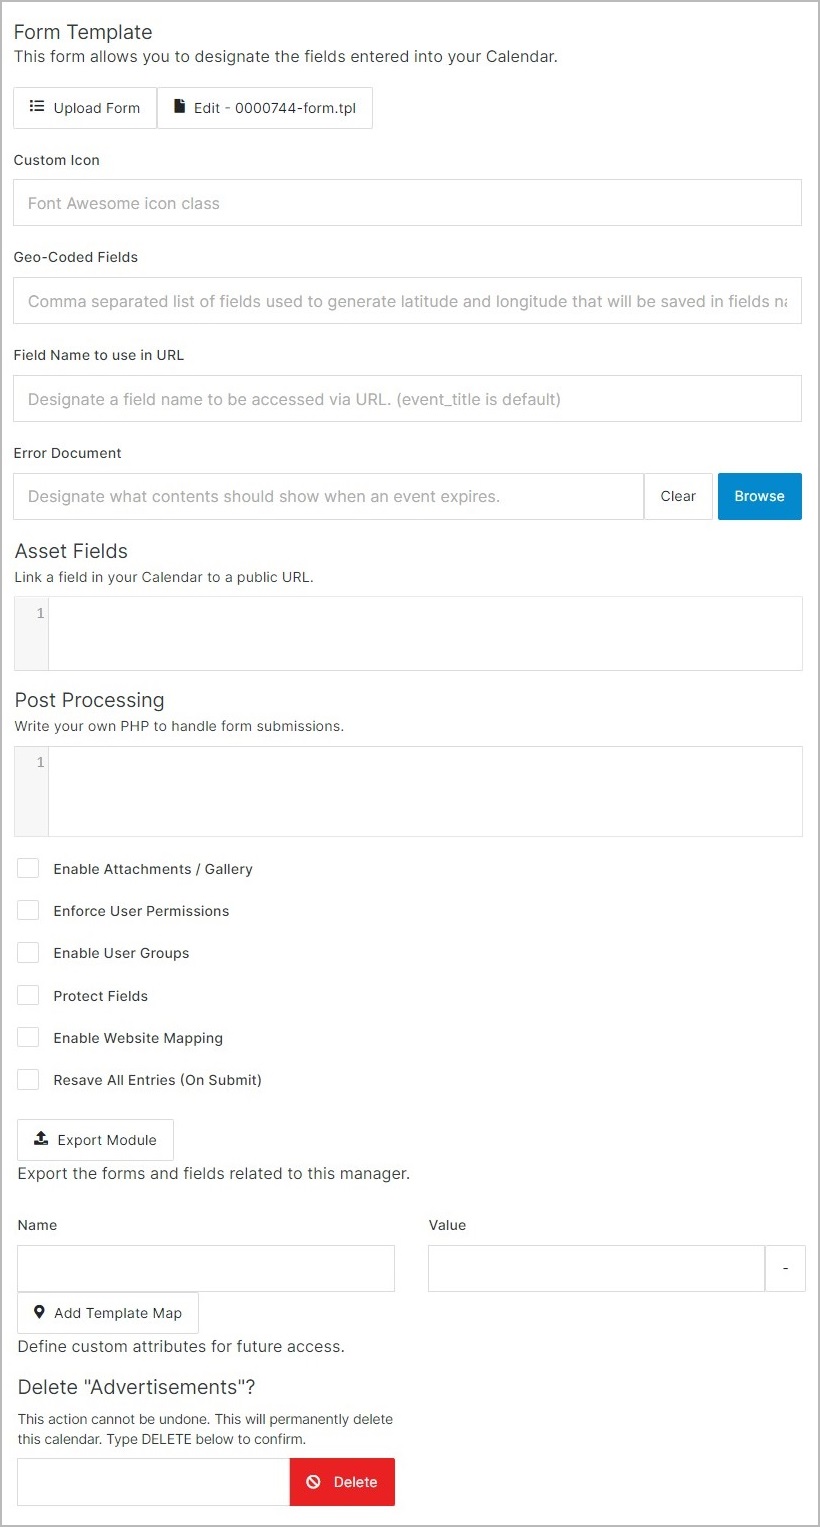 Form Template
This form allows you to designate the fields entered into your Calendar.
Upload Form
Edit - 0000744-form.tpl
Custom Icon
Font Awesome icon class
Geo-Coded Fields
Comma separated list of fields used to generate latitude and longitude that will be saved in fields
Field Name to use in URL
Designate a field name to be accessed via URL. (event_title is default)
Error Document
Designate what contents should show when an event expires.
Clear
Browse
Asset Fields
Link a field in your Calendar to a public URL.
1
Post Processing
Write your own PHP to handle form submissions.
1
Enable Attachments / Gallery
Enforce User Permissions
Enable User Groups
Protect Fields
Enable Website Mapping
Resave All Entries (On Submit)
Export Module
Export the forms and fields related to this manager.
Name
Value
-
Add Template Map
Define custom attributes for future access.
Delete "Advertisements"?
This action cannot be undone. This will permanently delete
this calendar. Type DELETE below to confirm.
Delete